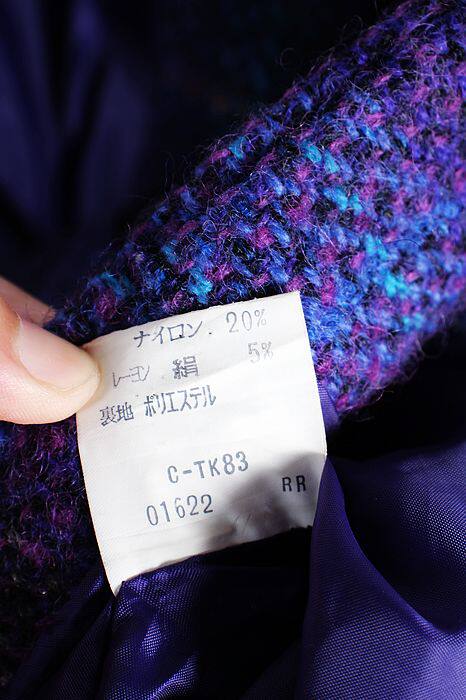 ナイロン. 20%
レーヨン 絹 5%
裏地 ポリエステル
C-TK83
01622 RR